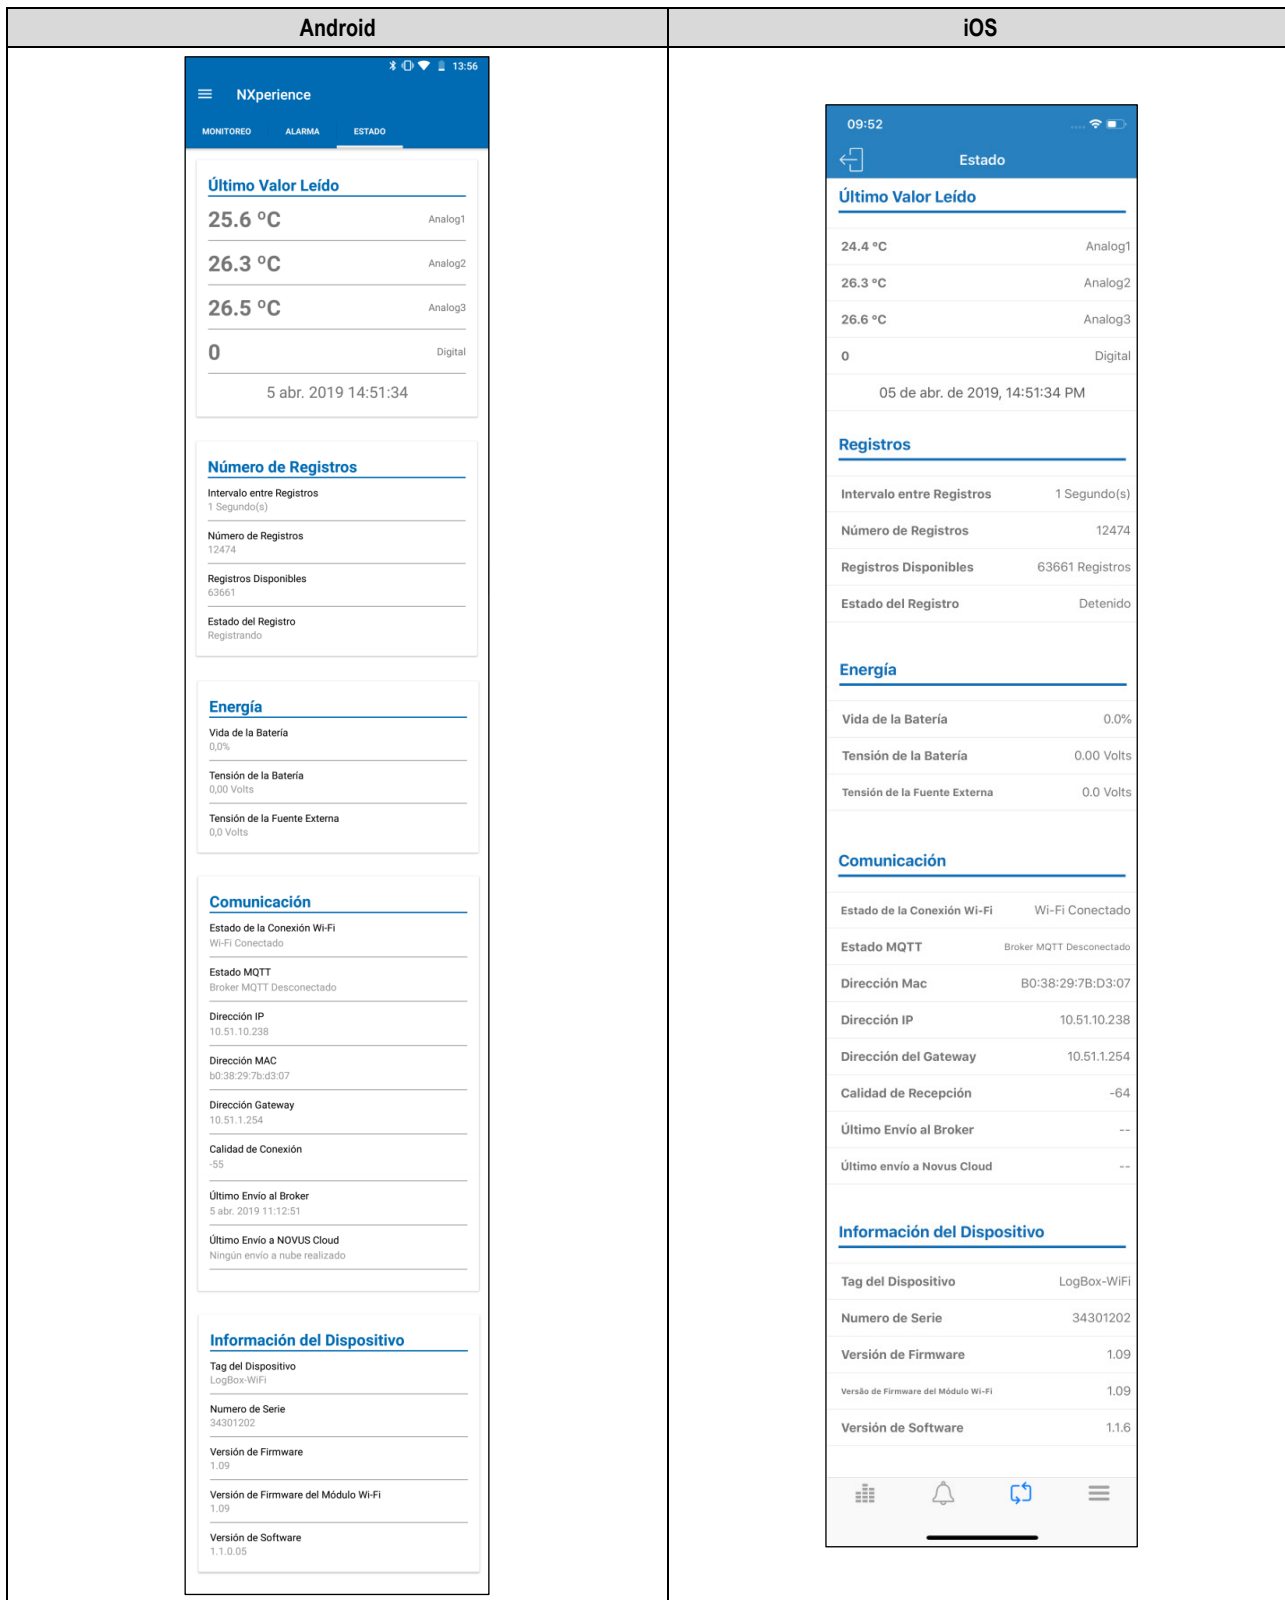 Android
iOS
13:56
NXperience
MONITOREO ALARMA ESTADO
Último Valor Leído
25.6 ºC Analog1
26.3 ºC Analog2
26.5 ºC Analog3
0 Digital
5 abr. 2019 14:51:34
Número de Registros
Intervalo entre Registros
1 Segundo(s)
Número de Registros
12474
Registros Disponibles
63661
Estado del Registro
Registrando
Energía
Vida de la Batería
0,0%
Tensión de la Batería
0,00 Volts
Tensión de la Fuente Externa
0,0 Volts
Comunicación
Estado de la Conexión Wi-Fi
Wi-Fi Conectado
Estado MQTT
Broker MQTT Desconectado
Dirección IP
10.51.10.238
Dirección MAC
b0:38:29:7b:d3:07
Dirección Gateway
10.51.1.254
Calidad de Conexión
-55
Último Envío al Broker
5 abr. 2019 11:12:51
Último Envío a NOVUS Cloud
Ningún envío a nube realizado
Información del Dispositivo
Tag del Dispositivo
LogBox-WiFi
Numero de Serie
34301202
Versión de Firmware
1.09
Versión de Firmware del Módulo Wi-Fi
1.09
Versión de Software
1.1.0.05
09:52
Estado
Último Valor Leído
24.4 ºC Analog1
26.3 ºC Analog2
26.6 ºC Analog3
0 Digital
05 de abr. de 2019, 14:51:34 PM
Registros
Intervalo entre Registros 1 Segundo(s)
Número de Registros 12474
Registros Disponibles 63661 Registros
Estado del Registro Detenido
Energía
Vida de la Batería 0.0%
Tensión de la Batería 0.00 Volts
Tensión de la Fuente Externa 0.0 Volts
Comunicación
Estado de la Conexión Wi-Fi Wi-Fi Conectado
Estado MQTT Broker MQTT Desconectado
Dirección Mac B0:38:29:7B:D3:07
Dirección IP 10.51.10.238
Dirección del Gateway 10.51.1.254
Calidad de Recepción -64
Último Envío al Broker --
Último envío a Novus Cloud --
Información del Dispositivo
Tag del Dispositivo LogBox-WiFi
Numero de Serie 34301202
Versión de Firmware 1.09
Versão de Firmware del Módulo Wi-Fi 1.09
Versión de Software 1.1.6